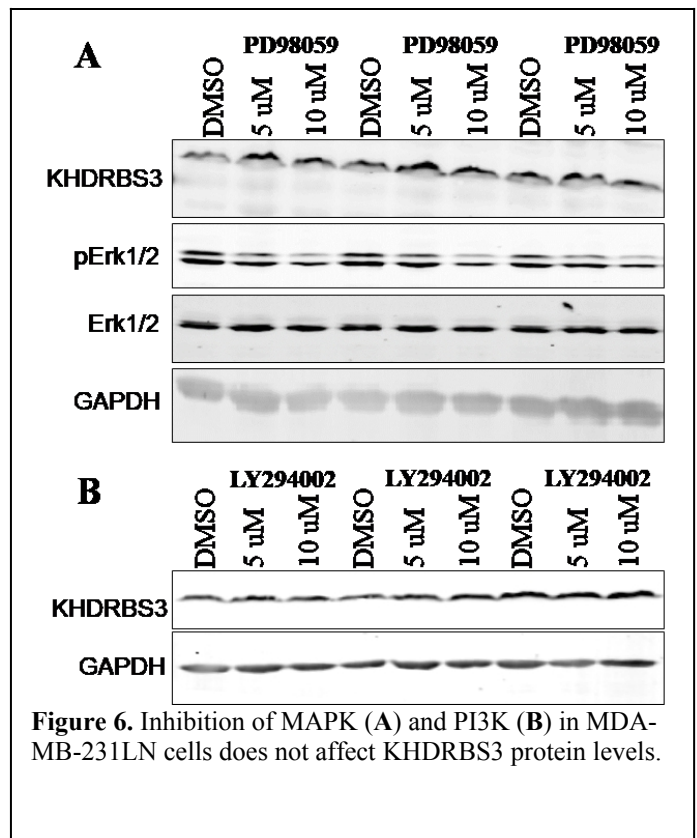 A
PD98059 PD98059 PD98059
DMSO 5 uM 10 uM DMSO 5 uM 10 uM DMSO 5 uM 10 uM
KHDRBS3
pErk1/2
Erk1/2
GAPDH
B
LY294002 LY294002 LY294002
DMSO 5 uM 10 uM DMSO 5 uM 10 uM DMSO 5 uM 10 uM
KHDRBS3
GAPDH
Figure 6. Inhibition of MAPK (A) and PI3K (B) in MDA-
MB-231LN cells does not affect KHDRBS3 protein levels.